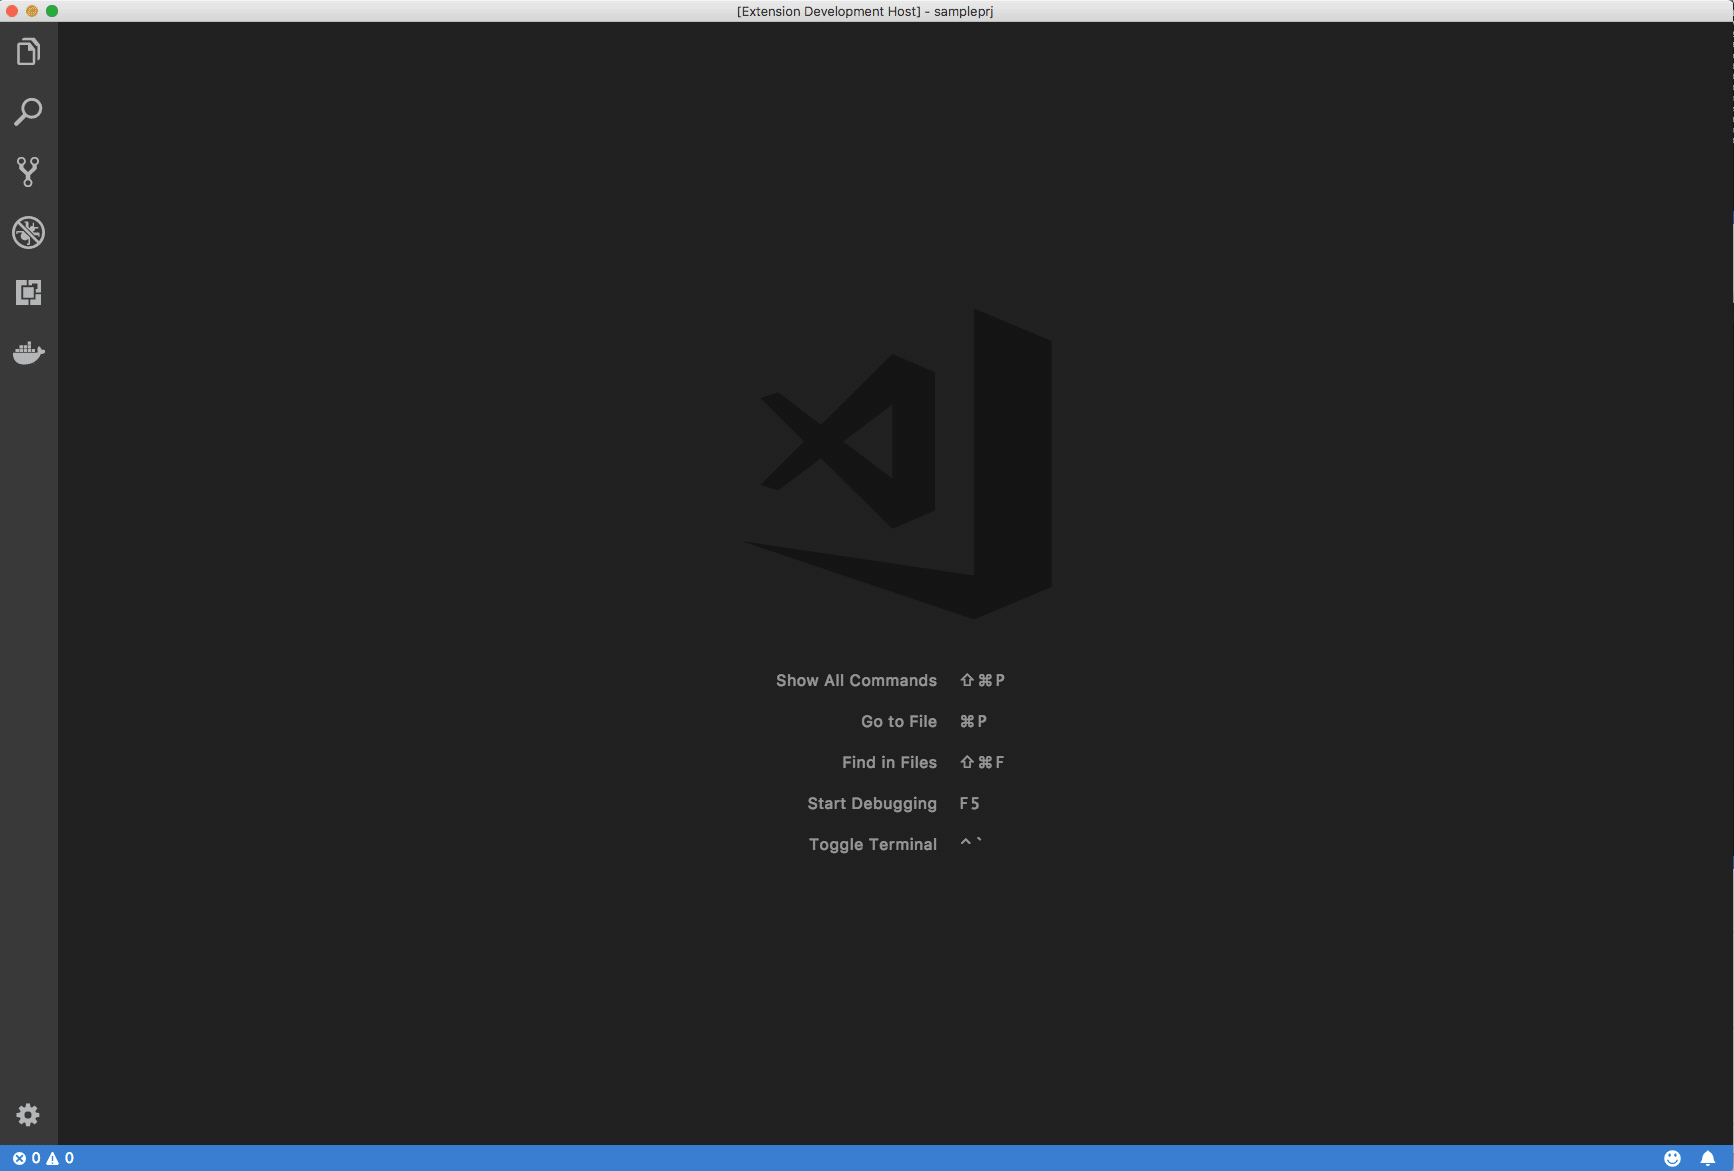 [Extension Development Host] - sampleprj
Show All Commands ⇧⌘P
Go to File ⌘P
Find in Files ⇧⌘F
Start Debugging F5
Toggle Terminal ^`
0 0